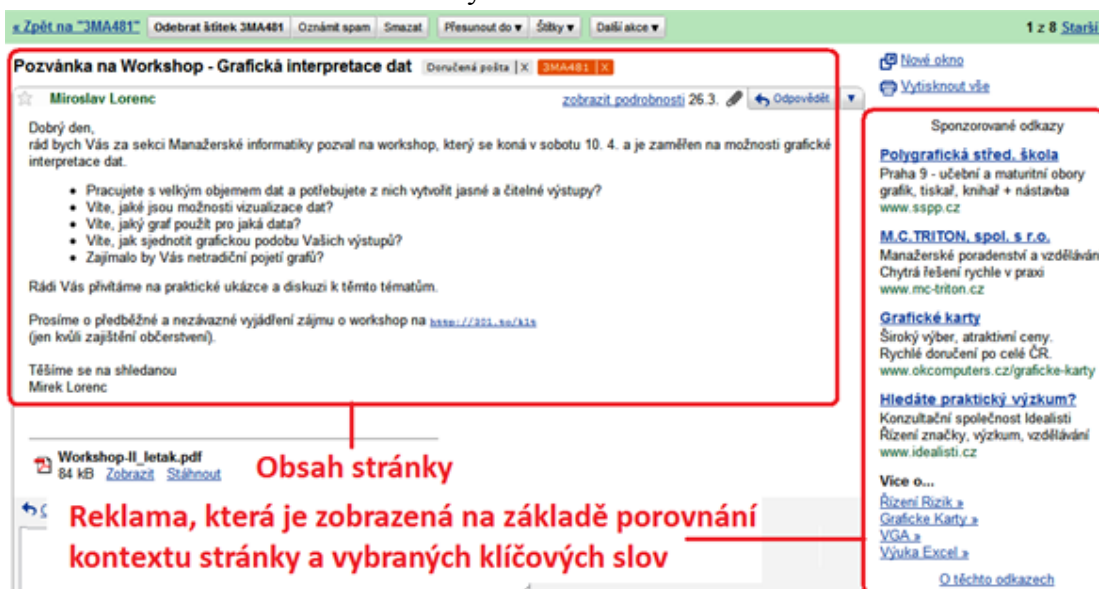 « Zpět na "3MA481" Odebrat štítek 3MA481 Oznámit spam Smazat Přesunout do ▾ Štítky ▾ Další akce ▾ 1 z 8 Starší
Pozvánka na Workshop - Grafická interpretace dat Doručená pošta | X 3MA481 | X
Miroslav Lorenc zobrazit podrobnosti 26.3. Odpovědět ▾
Dobrý den,
rád bych Vás za sekci Manažerské informatiky pozval na workshop, který se koná v sobotu 10. 4. a je zaměřen na možnosti grafické
interpretace dat.
• Pracujete s velkým objemem dat a potřebujete z nich vytvořit jasné a čitelné výstupy?
• Víte, jaké jsou možnosti vizualizace dat?
• Víte, jaký graf použít pro jaká data?
• Víte, jak sjednotit grafickou podobu Vašich výstupů?
• Zajímalo by Vás netradiční pojetí grafů?
Rádi Vás přivítáme na praktické ukázce a diskuzi k těmto tématům.
Prosíme o předběžné a nezávazné vyjádření zájmu o workshop na
(jen kvůli zajištění občerstvení).
Těšíme se na shledanou
Mirek Lorenc
Workshop-II_letak.pdf
84 kB Zobrazit Stáhnout
Obsah stránky
Reklama, která je zobrazená na základě porovnání
kontextu stránky a vybraných klíčových slov
Nové okno
Vytisknout vše
Sponzorované odkazy
Polygrafická střed. škola
Praha 9 - učební a maturitní obory
grafik, tiskař, knihař + nástavba
www.sspp.cz
M.C.TRITON, spol. s r.o.
Manažerské poradenství a vzděláván
Chytrá řešení rychle v praxi
www.mc-triton.cz
Grafické karty
Široký výběr, atraktivní ceny.
Rychlé doručení po celé ČR.
www.okcomputers.cz/graficke-karty
Hledáte praktický výzkum?
Konzultační společnost Idealisti
Řízení značky, výzkum, vzdělávání
www.idealisti.cz
Více o...
Řízení Rizik »
Graficke Karty »
VGA »
Výuka Excel »
O těchto odkazech